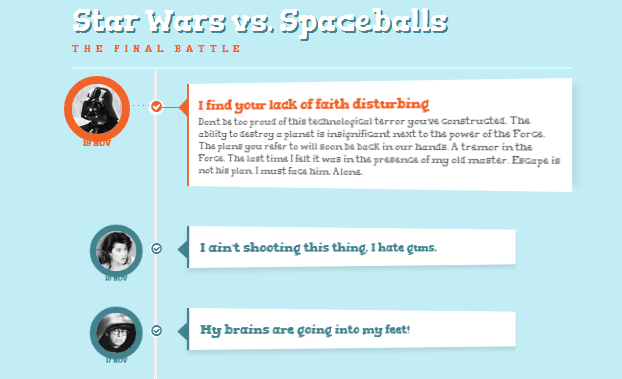 Star Wars vs. Spaceballs
THE FINAL BATTLE
I find your lack of faith disturbing
Dont be too proud of this technological terror youve constructed. The
ability to destroy a planet is insignificant next to the power of the Force.
The plans you refer to will soon be back in our hands. A tremor in the
Force. The last time I felt it was in the presence of my old master. Escape is
not his plan. I must face him. Alone.
19 NOV
I ain't shooting this thing, I hate guns.
18 NOV
My brains are going into my feet!
17 NOV